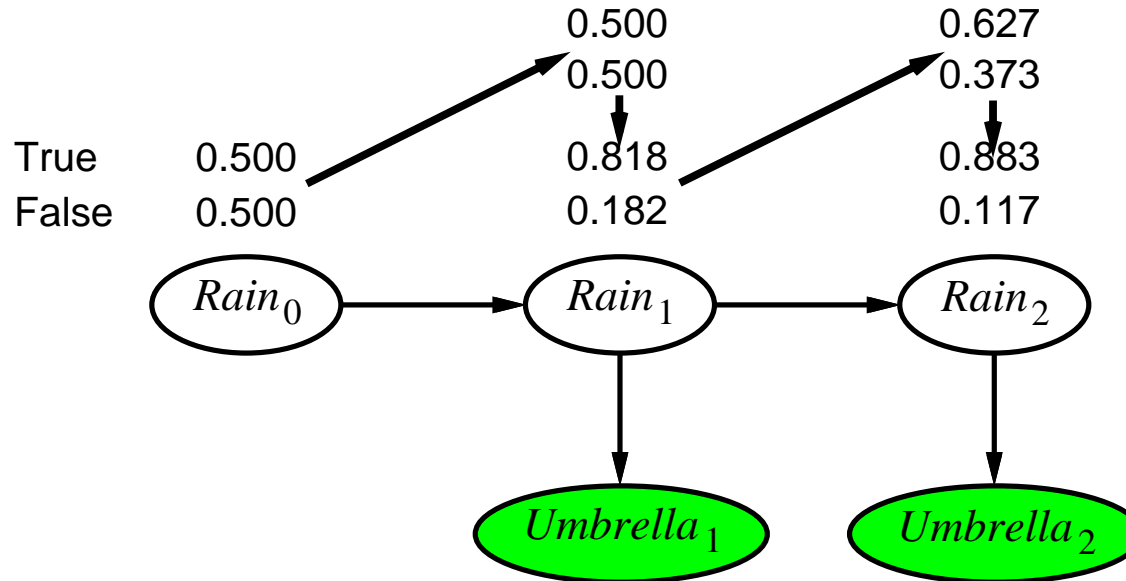 0.500 0.627
0.500 0.373
True 0.500 0.818 0.883
False 0.500 0.182 0.117
Rain0 Rain1 Rain2
Umbrella1 Umbrella2